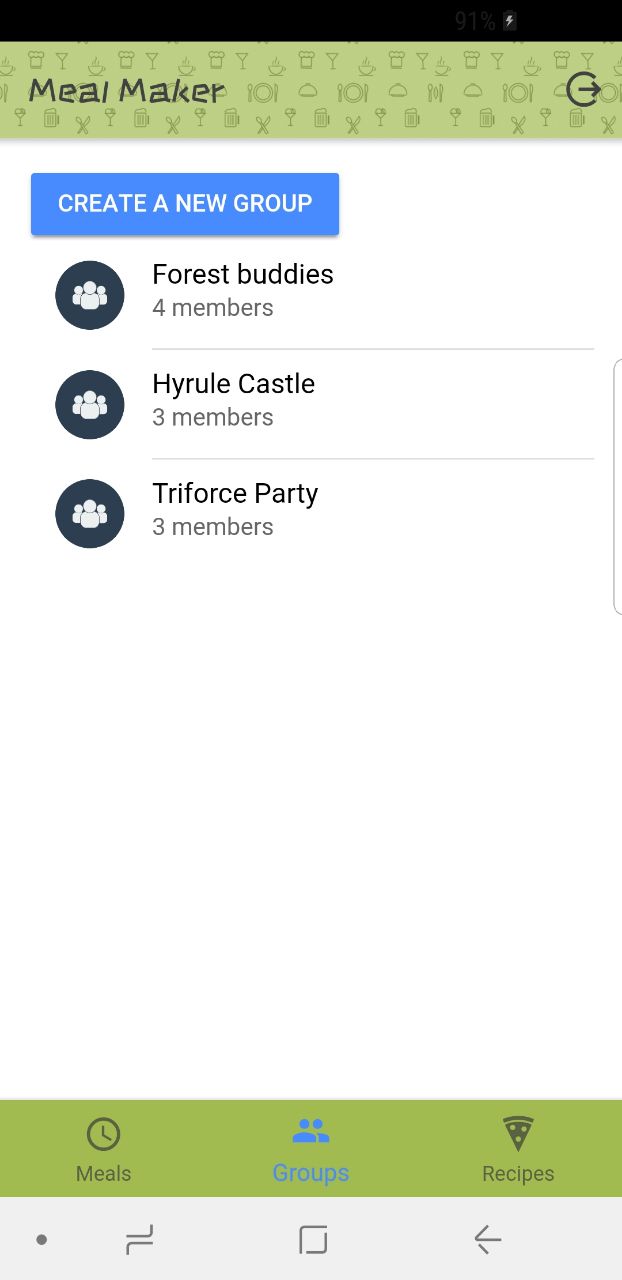 91%
Meal Maker
CREATE A NEW GROUP
Forest buddies
4 members
Hyrule Castle
3 members
Triforce Party
3 members
Meals
Groups
Recipes